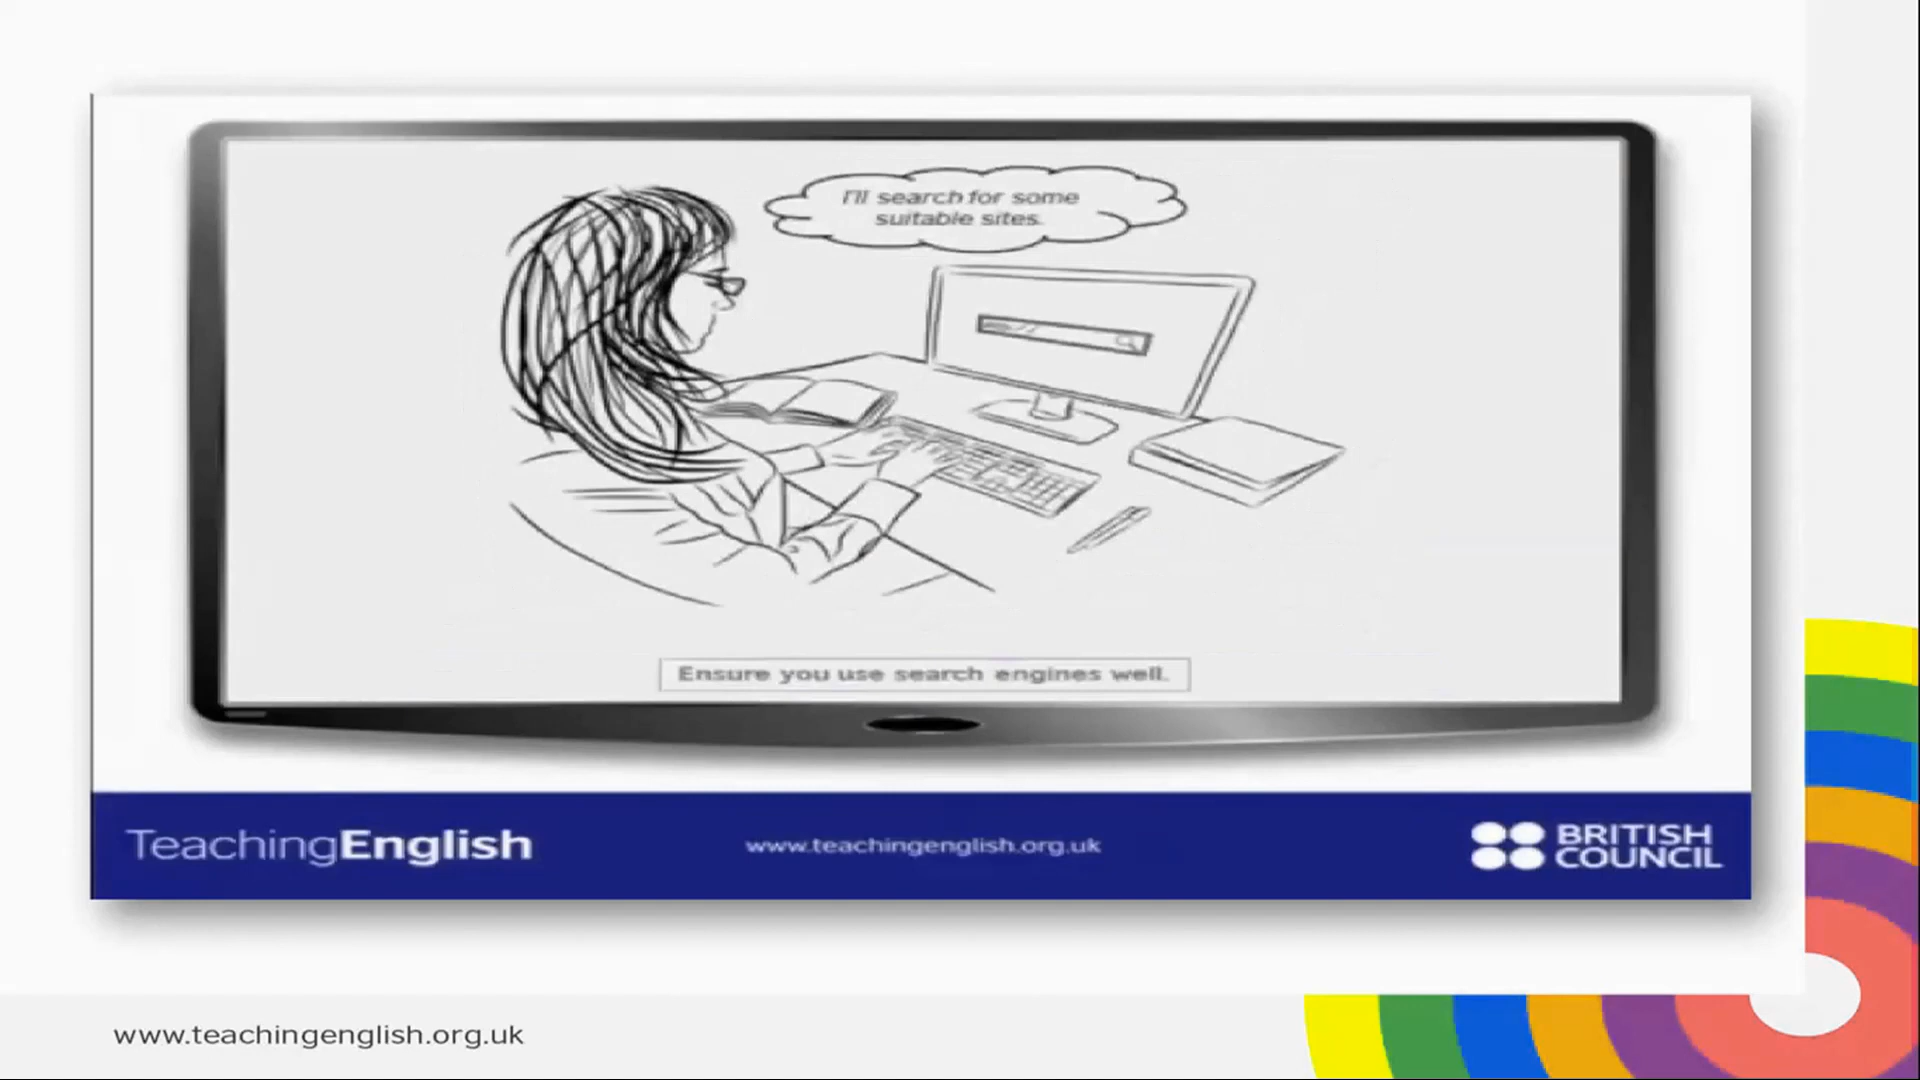 I'll search for some
suitable sites.
Ensure you use search engines well.
TeachingEnglish
www.teachingenglish.org.uk
BRITISH
COUNCIL
www.teachingenglish.org.uk